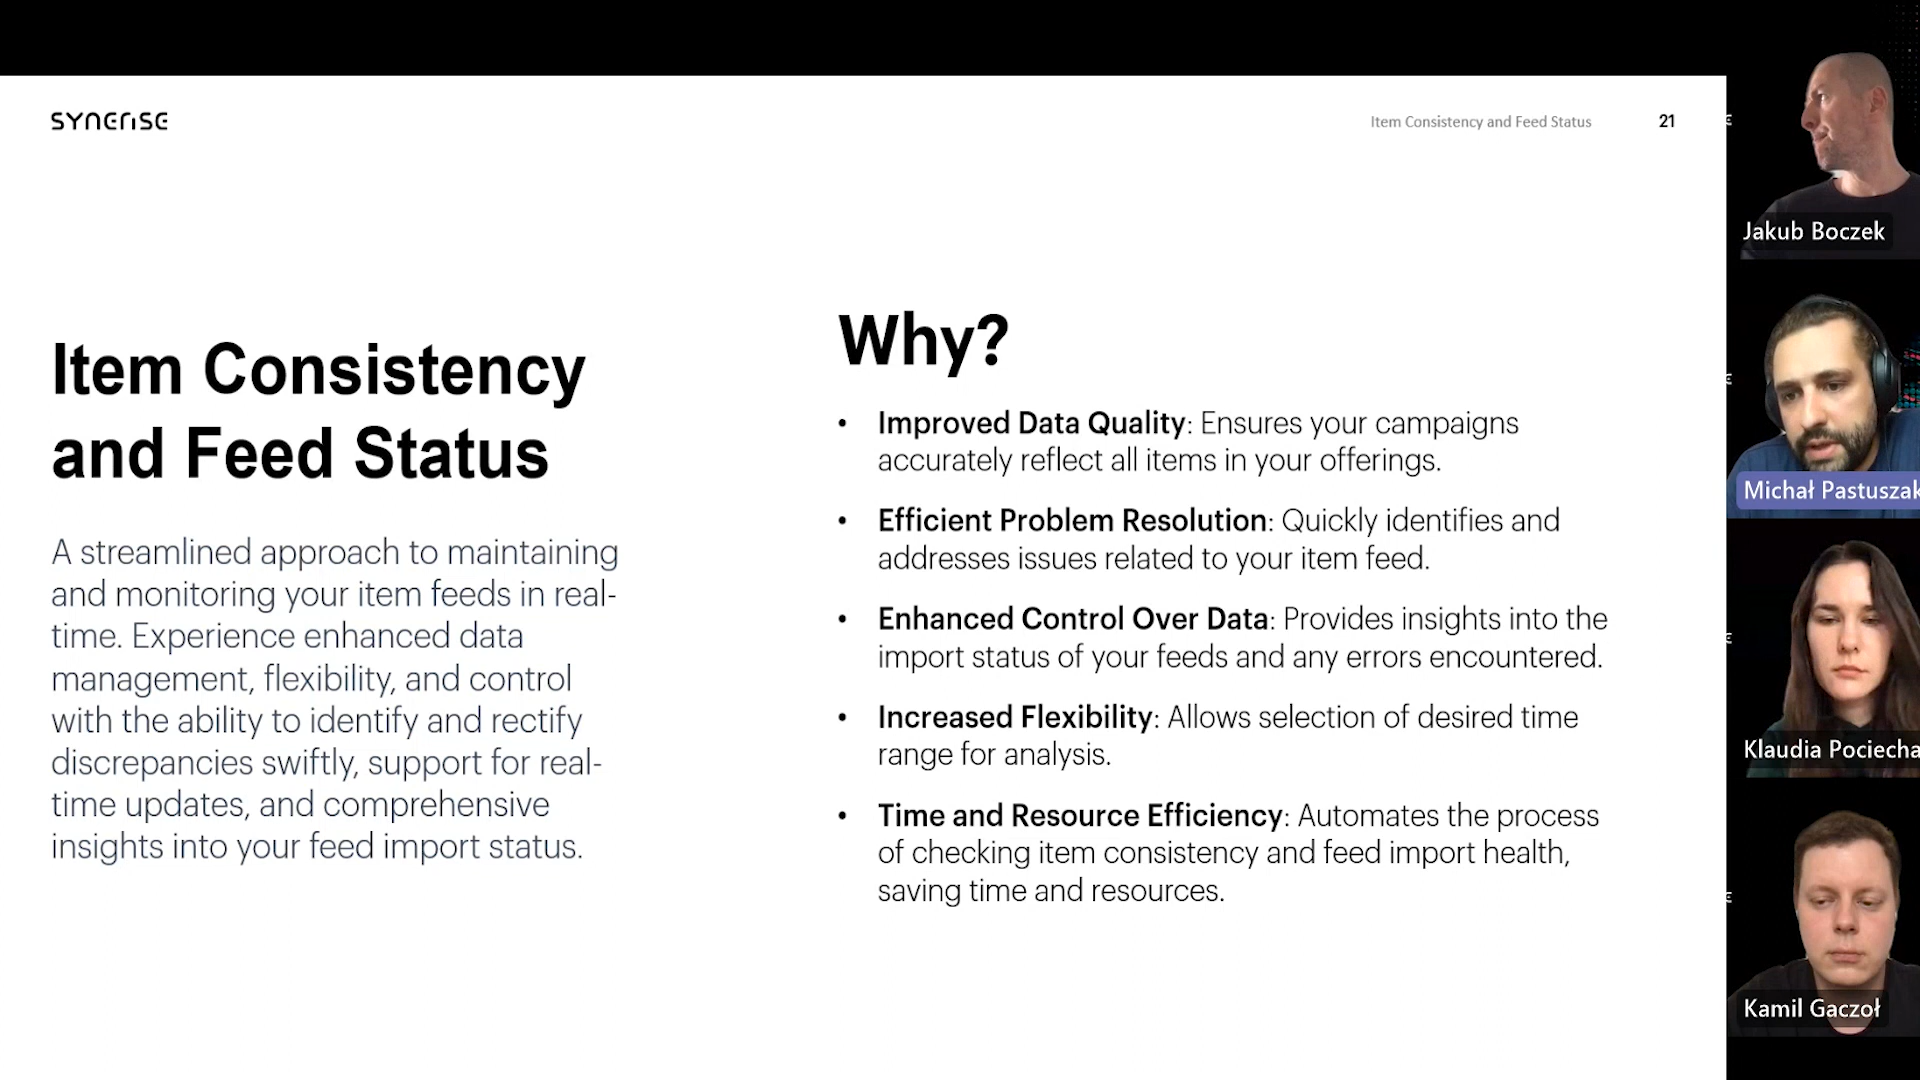 SYNERISE
Item Consistency and Feed Status
21
Item Consistency
and Feed Status
A streamlined approach to maintaining
and monitoring your item feeds in real-
time. Experience enhanced data
management, flexibility, and control
with the ability to identify and rectify
discrepancies swiftly, support for real-
time updates, and comprehensive
insights into your feed import status.
Why?
• Improved Data Quality: Ensures your campaigns
accurately reflect all items in your offerings.
• Efficient Problem Resolution: Quickly identifies and
addresses issues related to your item feed.
• Enhanced Control Over Data: Provides insights into the
import status of your feeds and any errors encountered.
• Increased Flexibility: Allows selection of desired time
range for analysis.
• Time and Resource Efficiency: Automates the process
of checking item consistency and feed import health,
saving time and resources.
Jakub Boczek
Michał Pastuszak
Klaudia Pociecha
Kamil Gaczoł